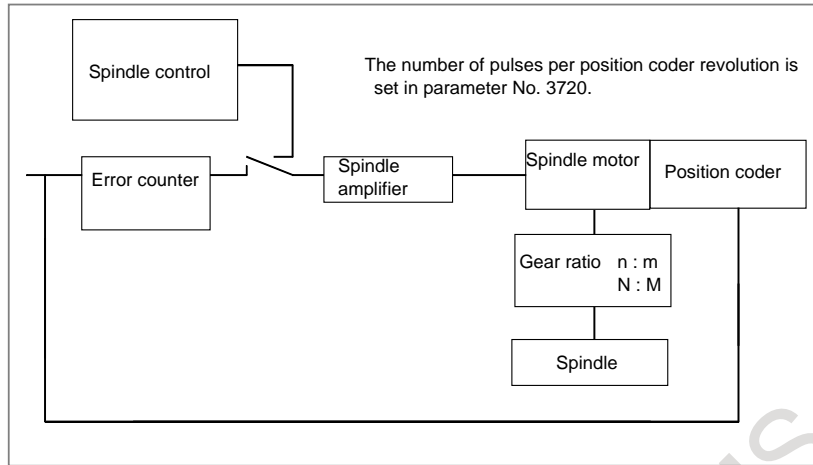 Spindle control
The number of pulses per position coder revolution is
set in parameter No. 3720.
Error counter
Spindle
amplifier
Spindle motor
Position coder
Gear ratio n : m
N : M
Spindle